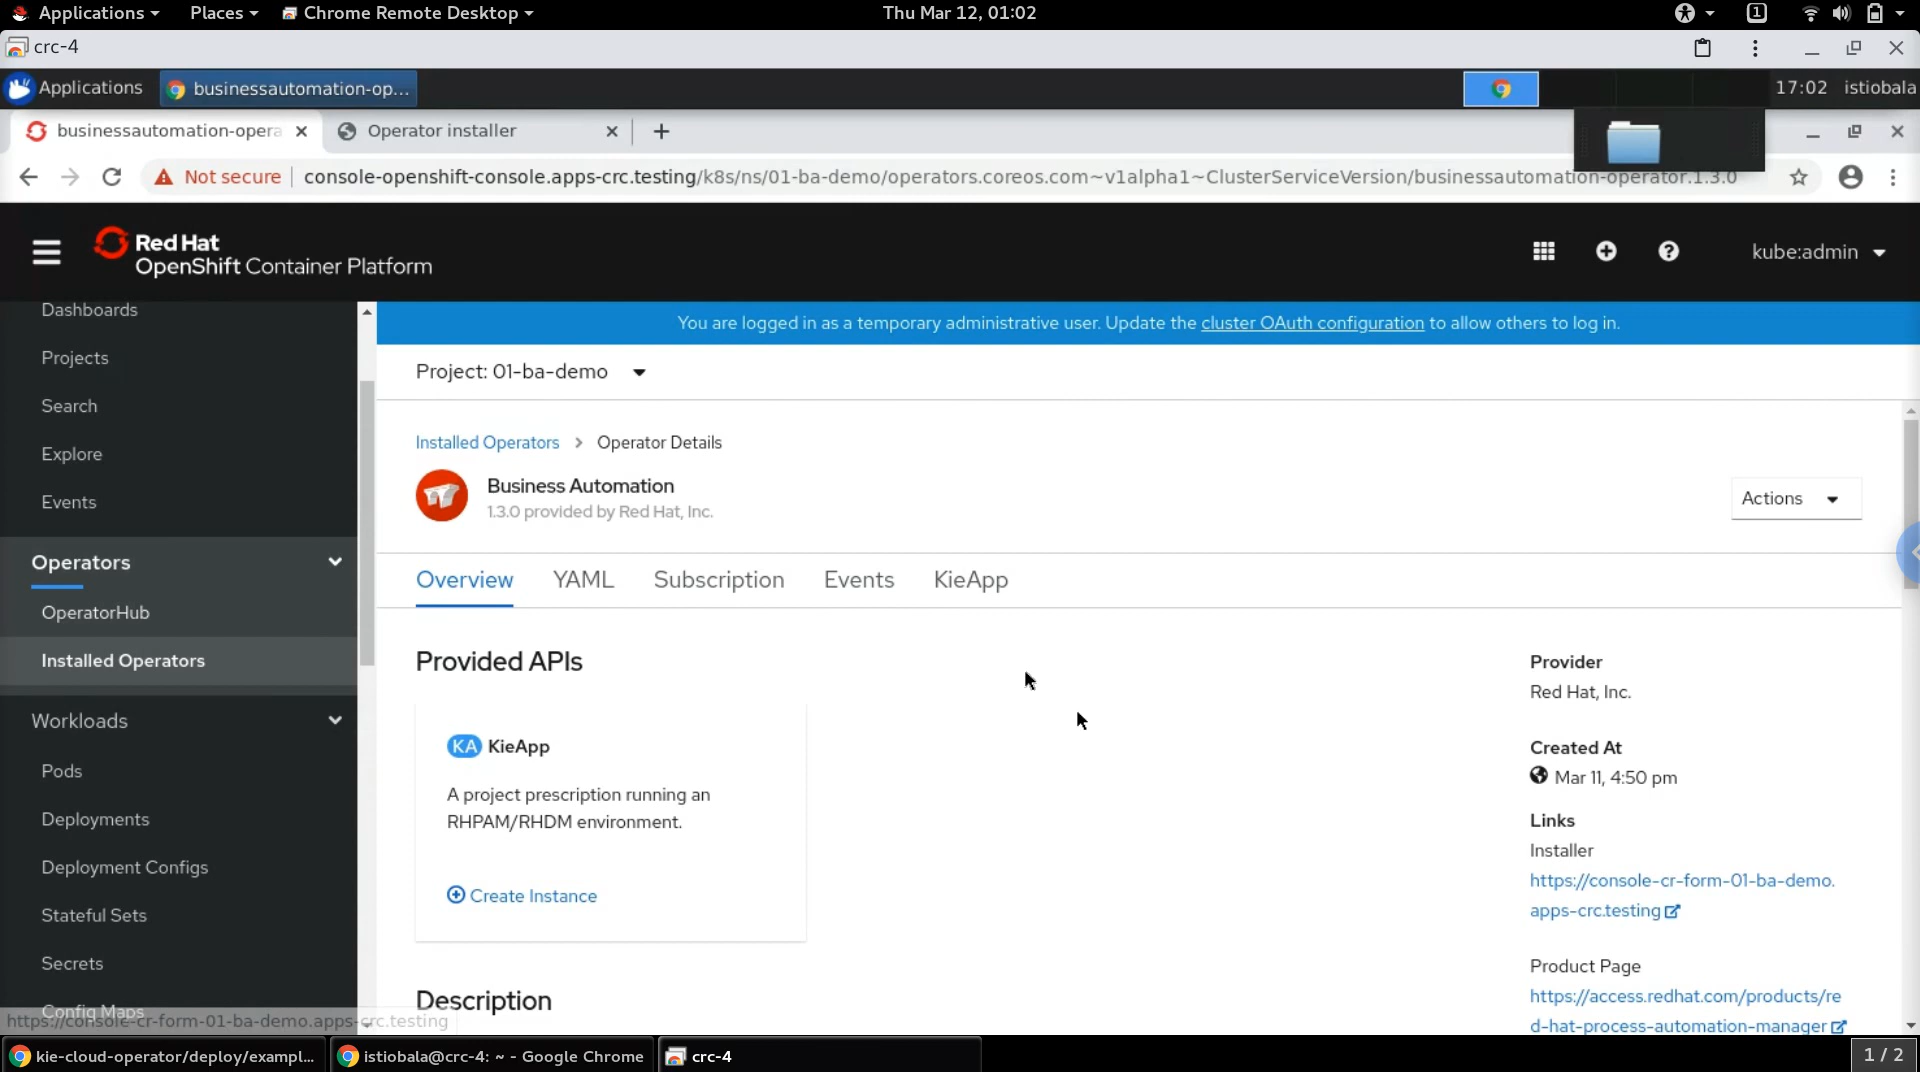 Applications Places Chrome Remote Desktop Thu Mar 12, 01:02 1
crc-4
Applications businessautomation-op... 17:02 istiobala
businessautomation-opera Operator installer
Not secure console-openshift-console.apps-crc.testing/k8s/ns/01-ba-demo/operators.coreos.com~v1alpha1~ClusterServiceVersion/businessautomation-operator.1.3.0
Red Hat
OpenShift Container Platform
kube:admin
Dashboards
Projects
Search
Explore
Events
Operators
OperatorHub
Installed Operators
Workloads
Pods
Deployments
Deployment Configs
Stateful Sets
Secrets
Config Maps
https://console-cr-form-01-ba-demo.apps-crc.testing
You are logged in as a temporary administrative user. Update the cluster OAuth configuration to allow others to log in.
Project: 01-ba-demo
Installed Operators > Operator Details
Business Automation
1.3.0 provided by Red Hat, Inc.
Actions
Overview YAML Subscription Events KieApp
Provided APIs
KA KieApp
A project prescription running an
RHPAM/RHDM environment.
Create Instance
Description
Provider
Red Hat, Inc.
Created At
Mar 11, 4:50 pm
Links
Installer
https://console-cr-form-01-ba-demo.
apps-crc.testing
Product Page
https://access.redhat.com/products/re
d-hat-process-automation-manager
kie-cloud-operator/deploy/exampl... istiobala@crc-4: ~ - Google Chrome crc-4 1 / 2